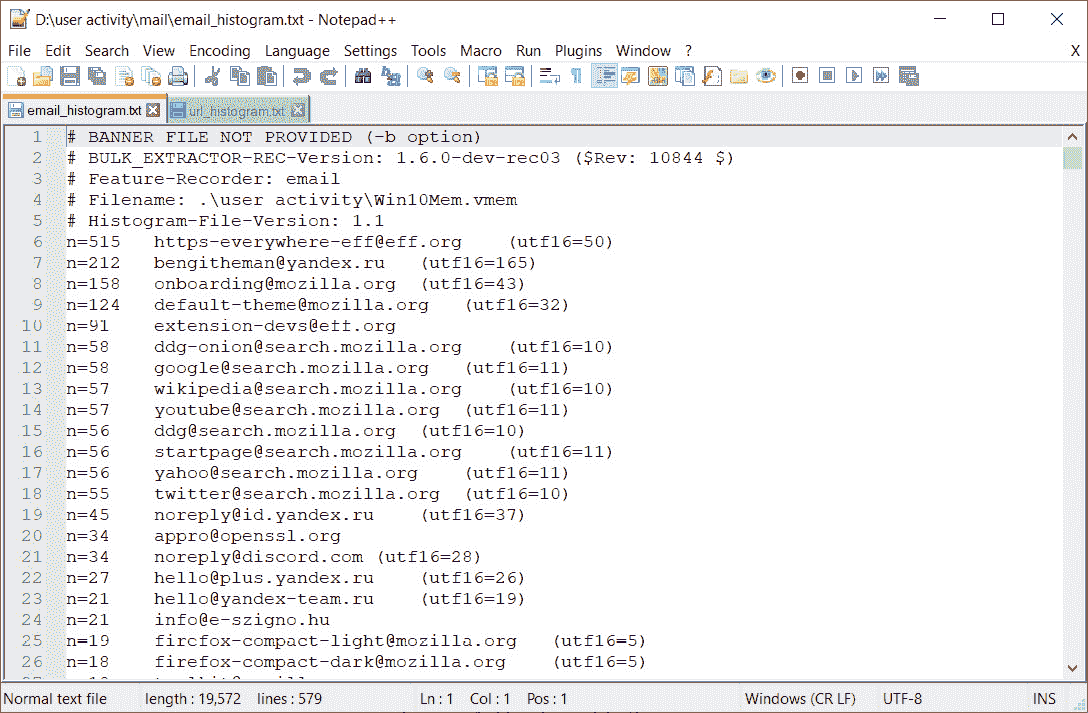 D:\user activity\mail\email_histogram.txt - Notepad++
File Edit Search View Encoding Language Settings Tools Macro Run Plugins Window ? X
email_histogram.txt url_histogram.txt
1 # BANNER FILE NOT PROVIDED (-b option)
2 # BULK_EXTRACTOR-REC-Version: 1.6.0-dev-rec03 ($Rev: 10844 $)
3 # Feature-Recorder: email
4 # Filename: .\user activity\Win10Mem.vmem
5 # Histogram-File-Version: 1.1
6 n=515 https-everywhere-eff@eff.org (utf16=50)
7 n=212 bengitheman@yandex.ru (utf16=165)
8 n=158 onboarding@mozilla.org (utf16=43)
9 n=124 default-theme@mozilla.org (utf16=32)
10 n=91 extension-devs@eff.org
11 n=58 ddg-onion@search.mozilla.org (utf16=10)
12 n=58 google@search.mozilla.org (utf16=11)
13 n=57 wikipedia@search.mozilla.org (utf16=10)
14 n=57 youtube@search.mozilla.org (utf16=11)
15 n=56 ddg@search.mozilla.org (utf16=10)
16 n=56 startpage@search.mozilla.org (utf16=11)
17 n=56 yahoo@search.mozilla.org (utf16=11)
18 n=55 twitter@search.mozilla.org (utf16=10)
19 n=45 noreply@id.yandex.ru (utf16=37)
20 n=34 appro@openssl.org
21 n=34 noreply@discord.com (utf16=28)
22 n=27 hello@plus.yandex.ru (utf16=26)
23 n=21 hello@yandex-team.ru (utf16=19)
24 n=21 info@e-szigno.hu
25 n=19 firefox-compact-light@mozilla.org (utf16=5)
26 n=18 firefox-compact-dark@mozilla.org (utf16=5)
Normal text file length : 19,572 lines : 579 Ln : 1 Col : 1 Pos : 1 Windows (CR LF) UTF-8 INS